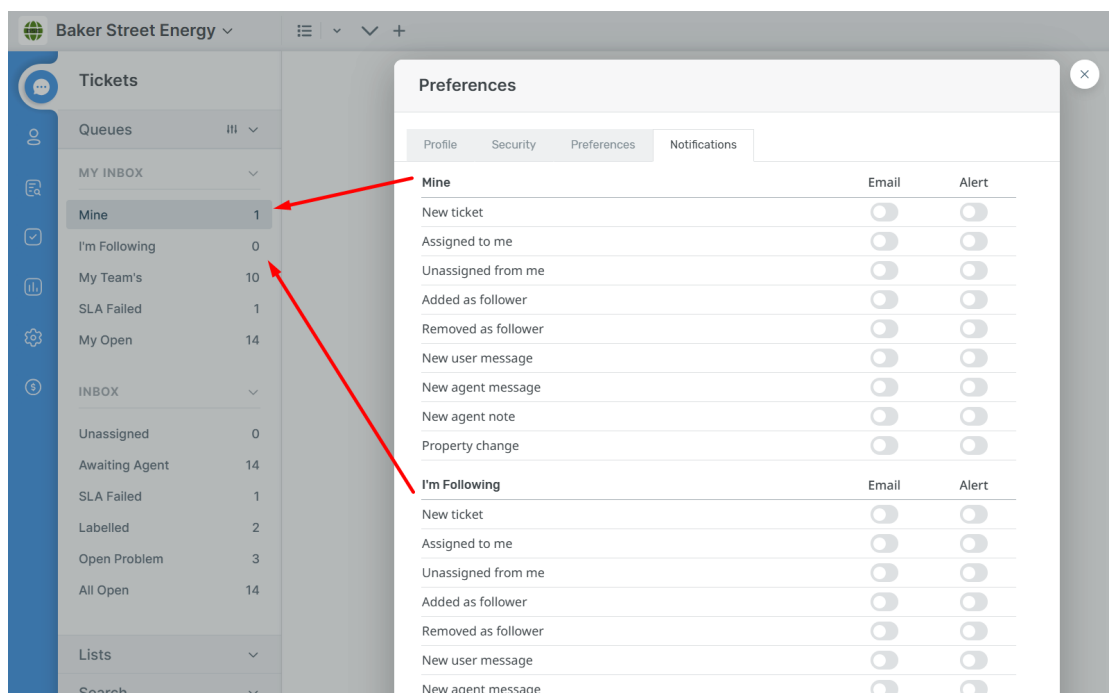 Baker Street Energy
Tickets
Queues
MY INBOX
Mine 1
I'm Following 0
My Team's 10
SLA Failed 1
My Open 14
INBOX
Unassigned 0
Awaiting Agent 14
SLA Failed 1
Labelled 2
Open Problem 3
All Open 14
Lists
Search
Preferences
Profile Security Preferences Notifications
Mine Email Alert
New ticket
Assigned to me
Unassigned from me
Added as follower
Removed as follower
New user message
New agent message
New agent note
Property change
I'm Following Email Alert
New ticket
Assigned to me
Unassigned from me
Added as follower
Removed as follower
New user message
New agent message